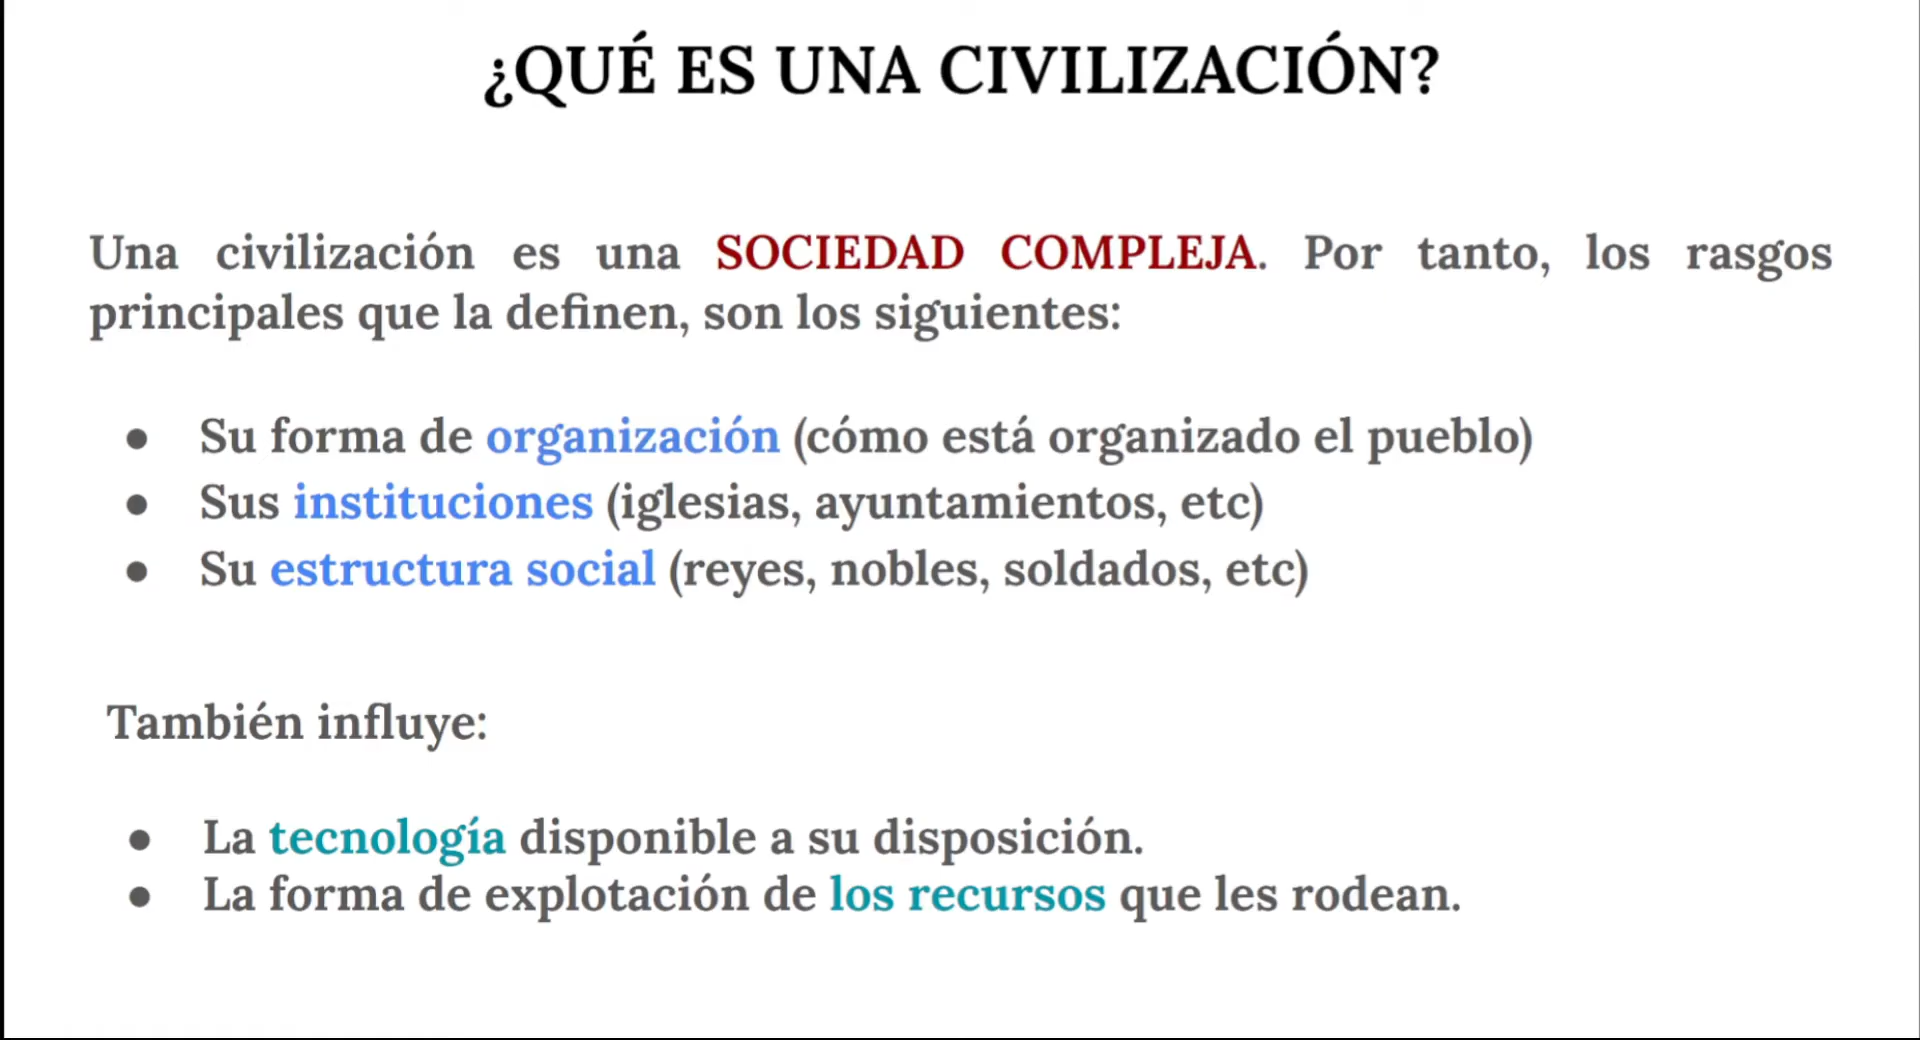 ¿QUÉ ES UNA CIVILIZACIÓN?
Una civilización es una SOCIEDAD COMPLEJA. Por tanto, los rasgos
principales que la definen, son los siguientes:
● Su forma de organización (cómo está organizado el pueblo)
● Sus instituciones (iglesias, ayuntamientos, etc)
● Su estructura social (reyes, nobles, soldados, etc)
También influye:
● La tecnología disponible a su disposición.
● La forma de explotación de los recursos que les rodean.